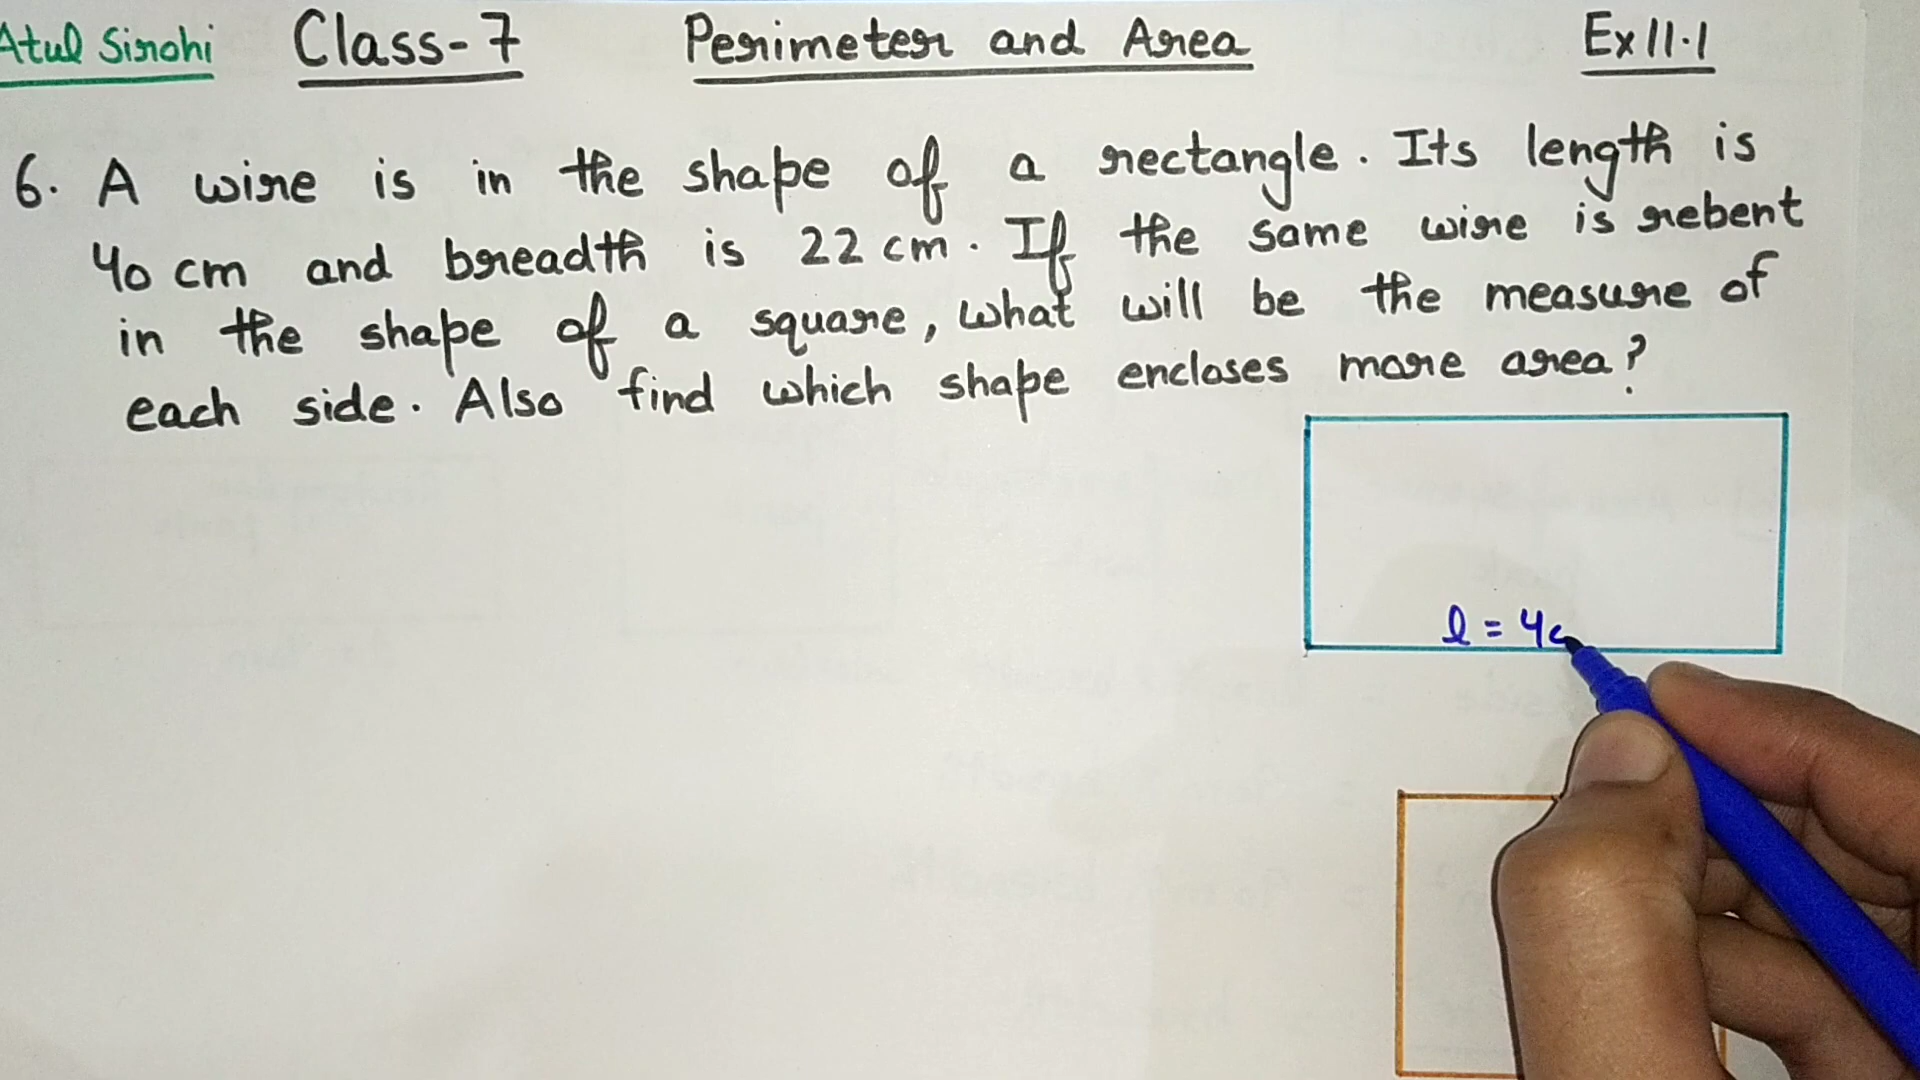 Atul Sirohi Class-7 Perimeter and Area Ex 11.1
6. A wire is in the shape of a rectangle. Its length is
40 cm and breadth is 22 cm. If the same wire is rebent
in the shape of a square, what will be the measure of
each side. Also find which shape encloses more area?
l = 4